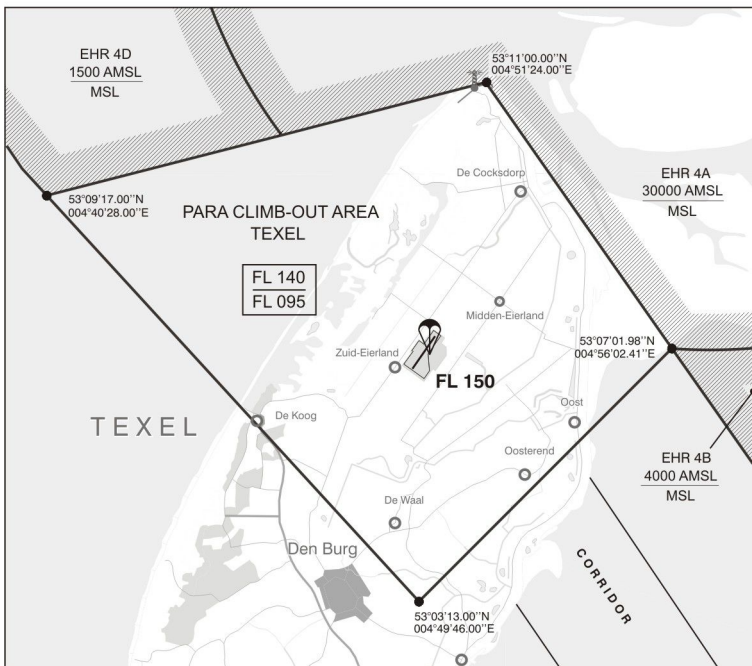 EHR 4D
1500 AMSL
MSL
53°11'00.00''N
004°51'24.00''E
De Cocksdorp
EHR 4A
30000 AMSL
MSL
53°09'17.00''N
004°40'28.00''E
PARA CLIMB-OUT AREA
TEXEL
FL 140
FL 095
Midden-Eierland
53°07'01.98''N
004°56'02.41''E
Zuid-Eierland
FL 150
TEXEL
De Koog
Oost
EHR 4B
4000 AMSL
MSL
Oosterend
De Waal
Den Burg
CORRIDOR
53°03'13.00''N
004°49'46.00''E